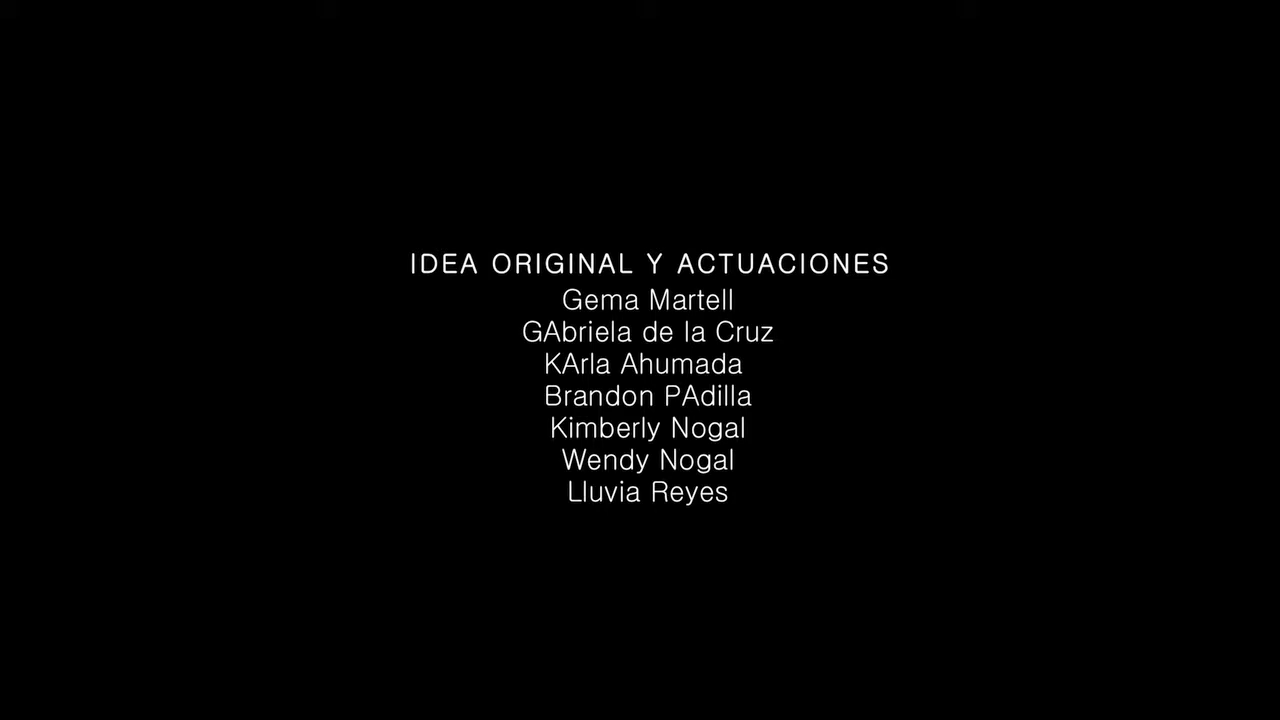 IDEA ORIGINAL Y ACTUACIONES
Gema Martell
GAbriela de la Cruz
KArla Ahumada
Brandon PAdilla
Kimberly Nogal
Wendy Nogal
Lluvia Reyes